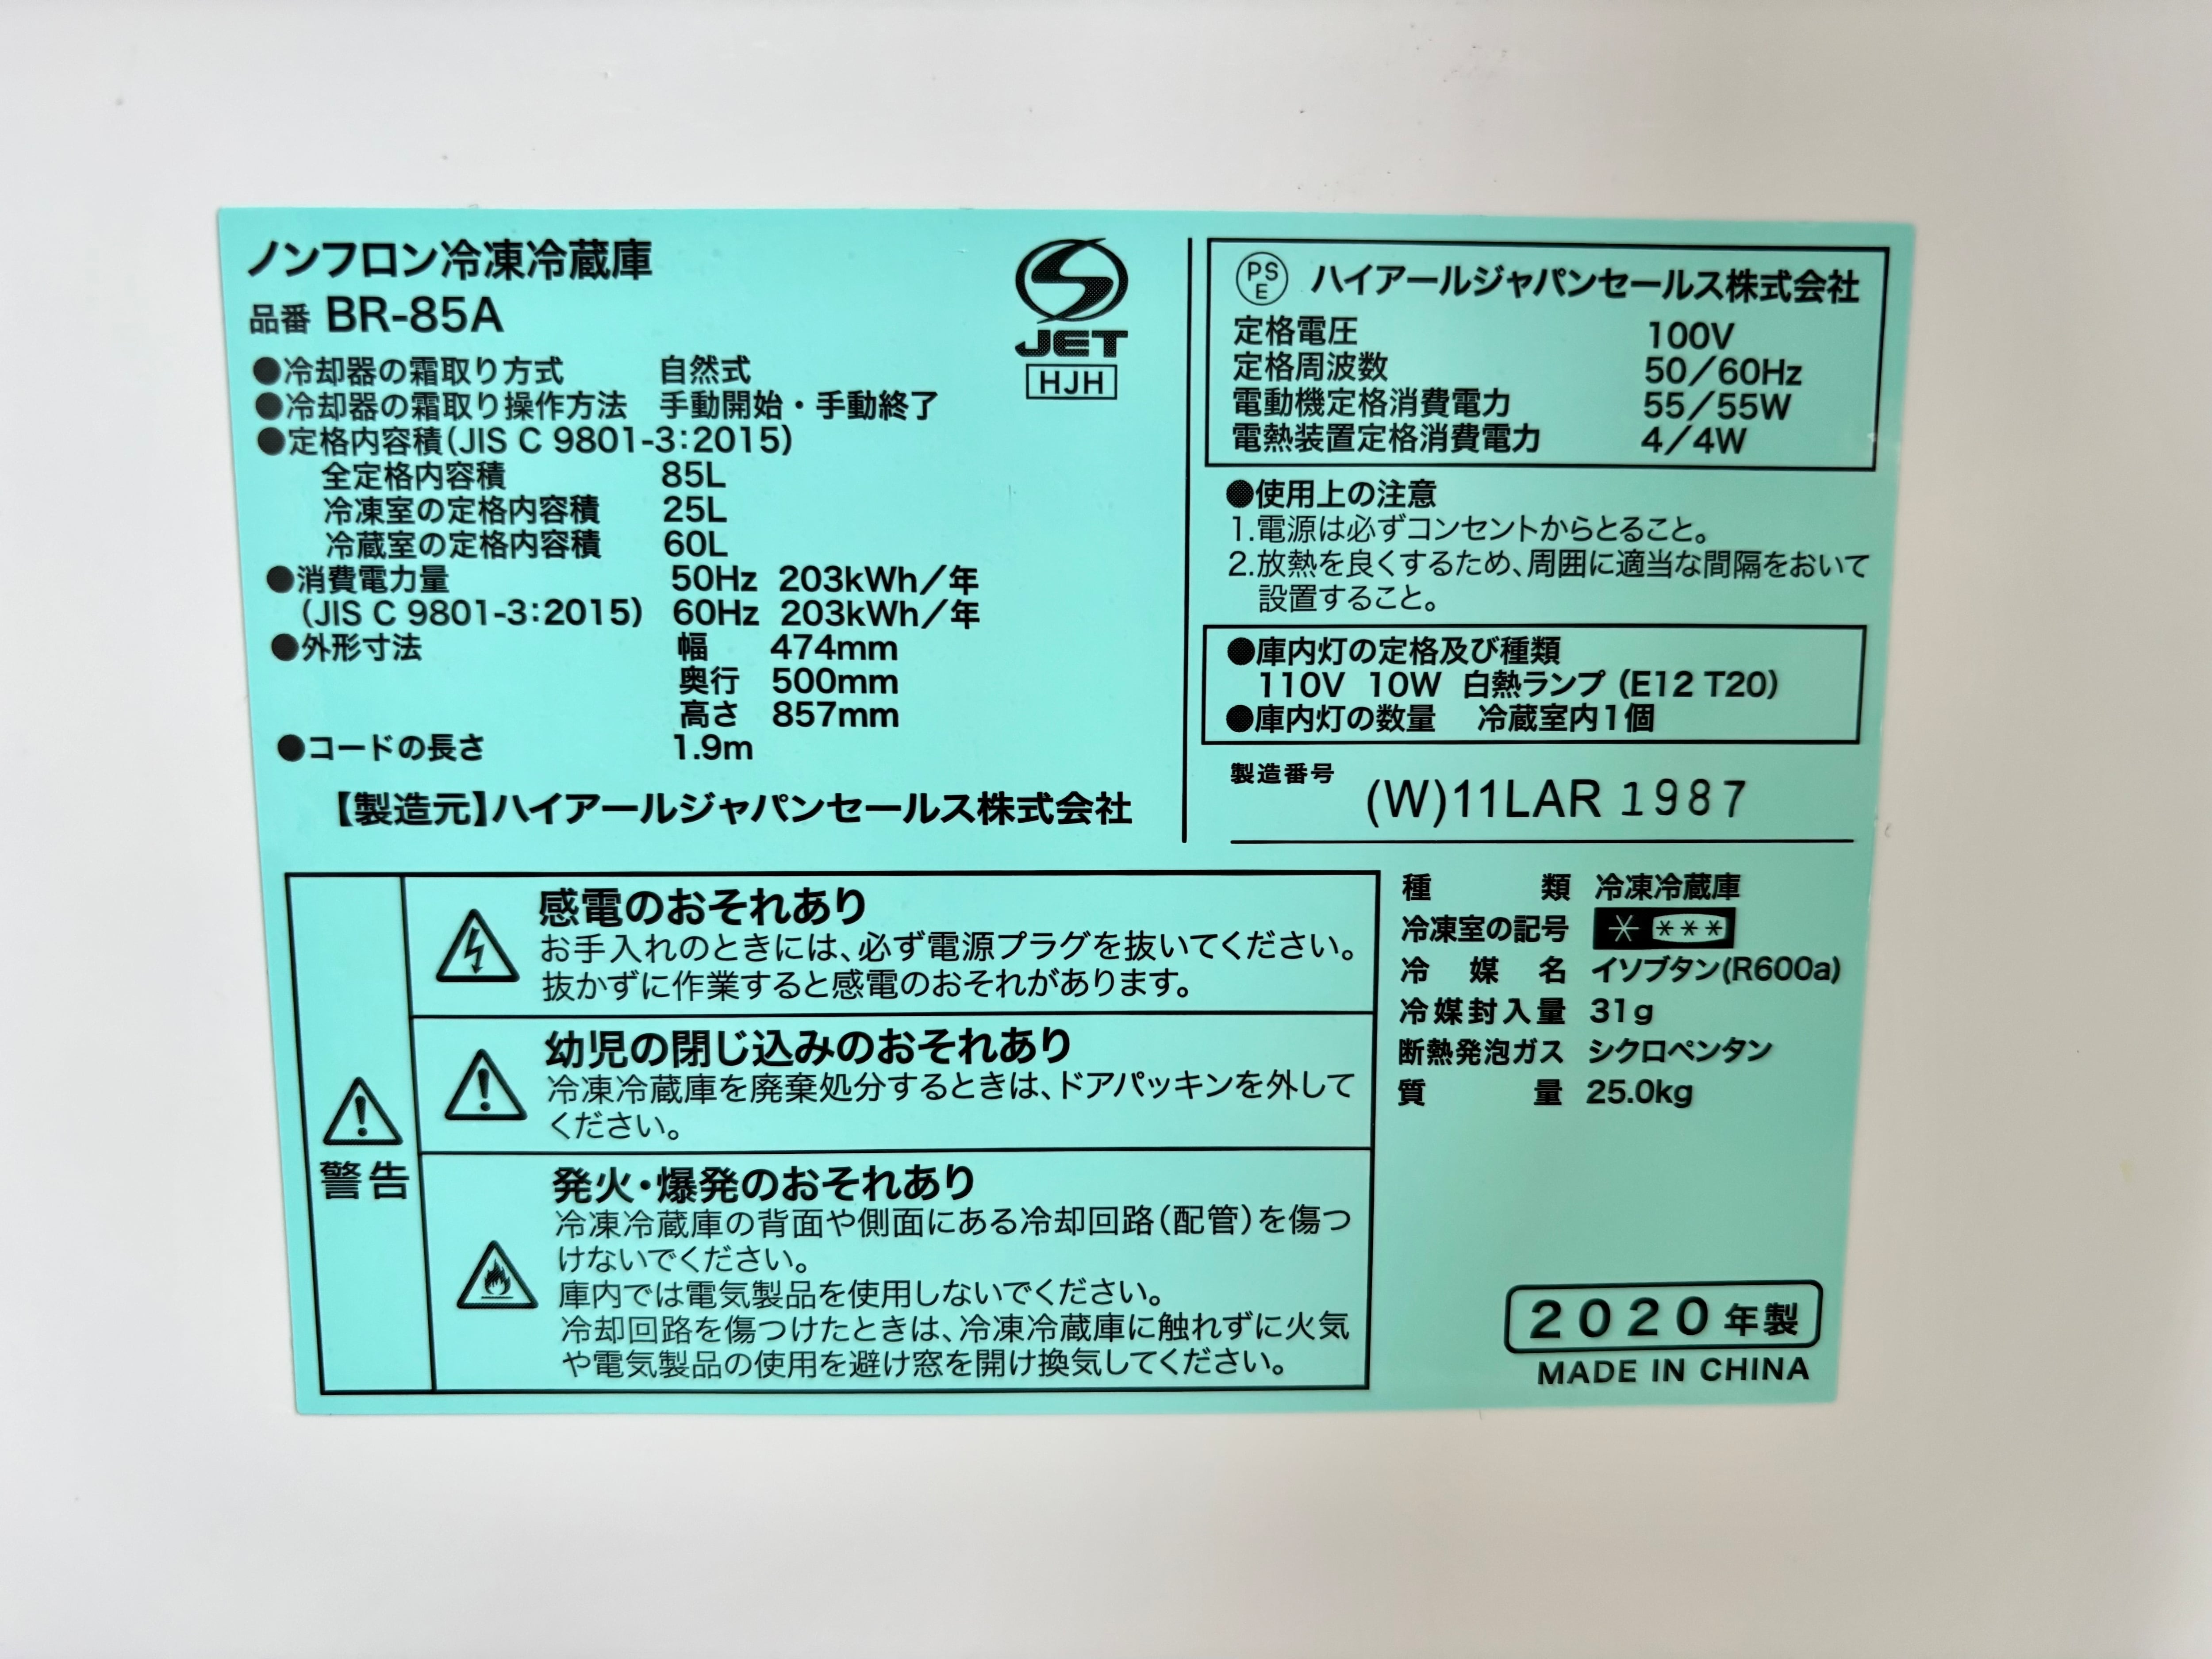 ノンフロン冷凍冷蔵庫
品番 BR-85A
●冷却器の霜取り方式 自然式
●冷却器の霜取り操作方法 手動開始・手動終了
●定格内容積(JIS C 9801-3:2015)
全定格内容積 85L
冷凍室の定格内容積 25L
冷蔵室の定格内容積 60L
●消費電力量 50Hz 203kWh/年
(JIS C 9801-3:2015) 60Hz 203kWh/年
●外形寸法 幅 474mm
奥行 500mm
高さ 857mm
●コードの長さ 1.9m
【製造元】ハイアールジャパンセールス株式会社
JET
HJH
PSE ハイアールジャパンセールス株式会社
定格電圧 100V
定格周波数 50/60Hz
電動機定格消費電力 55/55W
電熱装置定格消費電力 4/4W
●使用上の注意
1.電源は必ずコンセントからとること。
2.放熱を良くするため、周囲に適当な間隔をおいて
設置すること。
●庫内灯の定格及び種類
110V 10W 白熱ランプ (E12 T20)
●庫内灯の数量 冷蔵室内1個
製造番号 (W)11LAR 1987
警告
感電のおそれあり
お手入れのときには、必ず電源プラグを抜いてください。
抜かずに作業すると感電のおそれがあります。
幼児の閉じ込みのおそれあり
冷凍冷蔵庫を廃棄処分するときは、ドアパッキンを外して
ください。
発火・爆発のおそれあり
冷凍冷蔵庫の背面や側面にある冷却回路(配管)を傷つ
けないでください。
庫内では電気製品を使用しないでください。
冷却回路を傷つけたときは、冷凍冷蔵庫に触れずに火気
や電気製品の使用を避け窓を開け換気してください。
種類 冷凍冷蔵庫
冷凍室の記号 * ***
冷媒名 イソブタン(R600a)
冷媒封入量 31g
断熱発泡ガス シクロペンタン
質量 25.0kg
2020年製
MADE IN CHINA